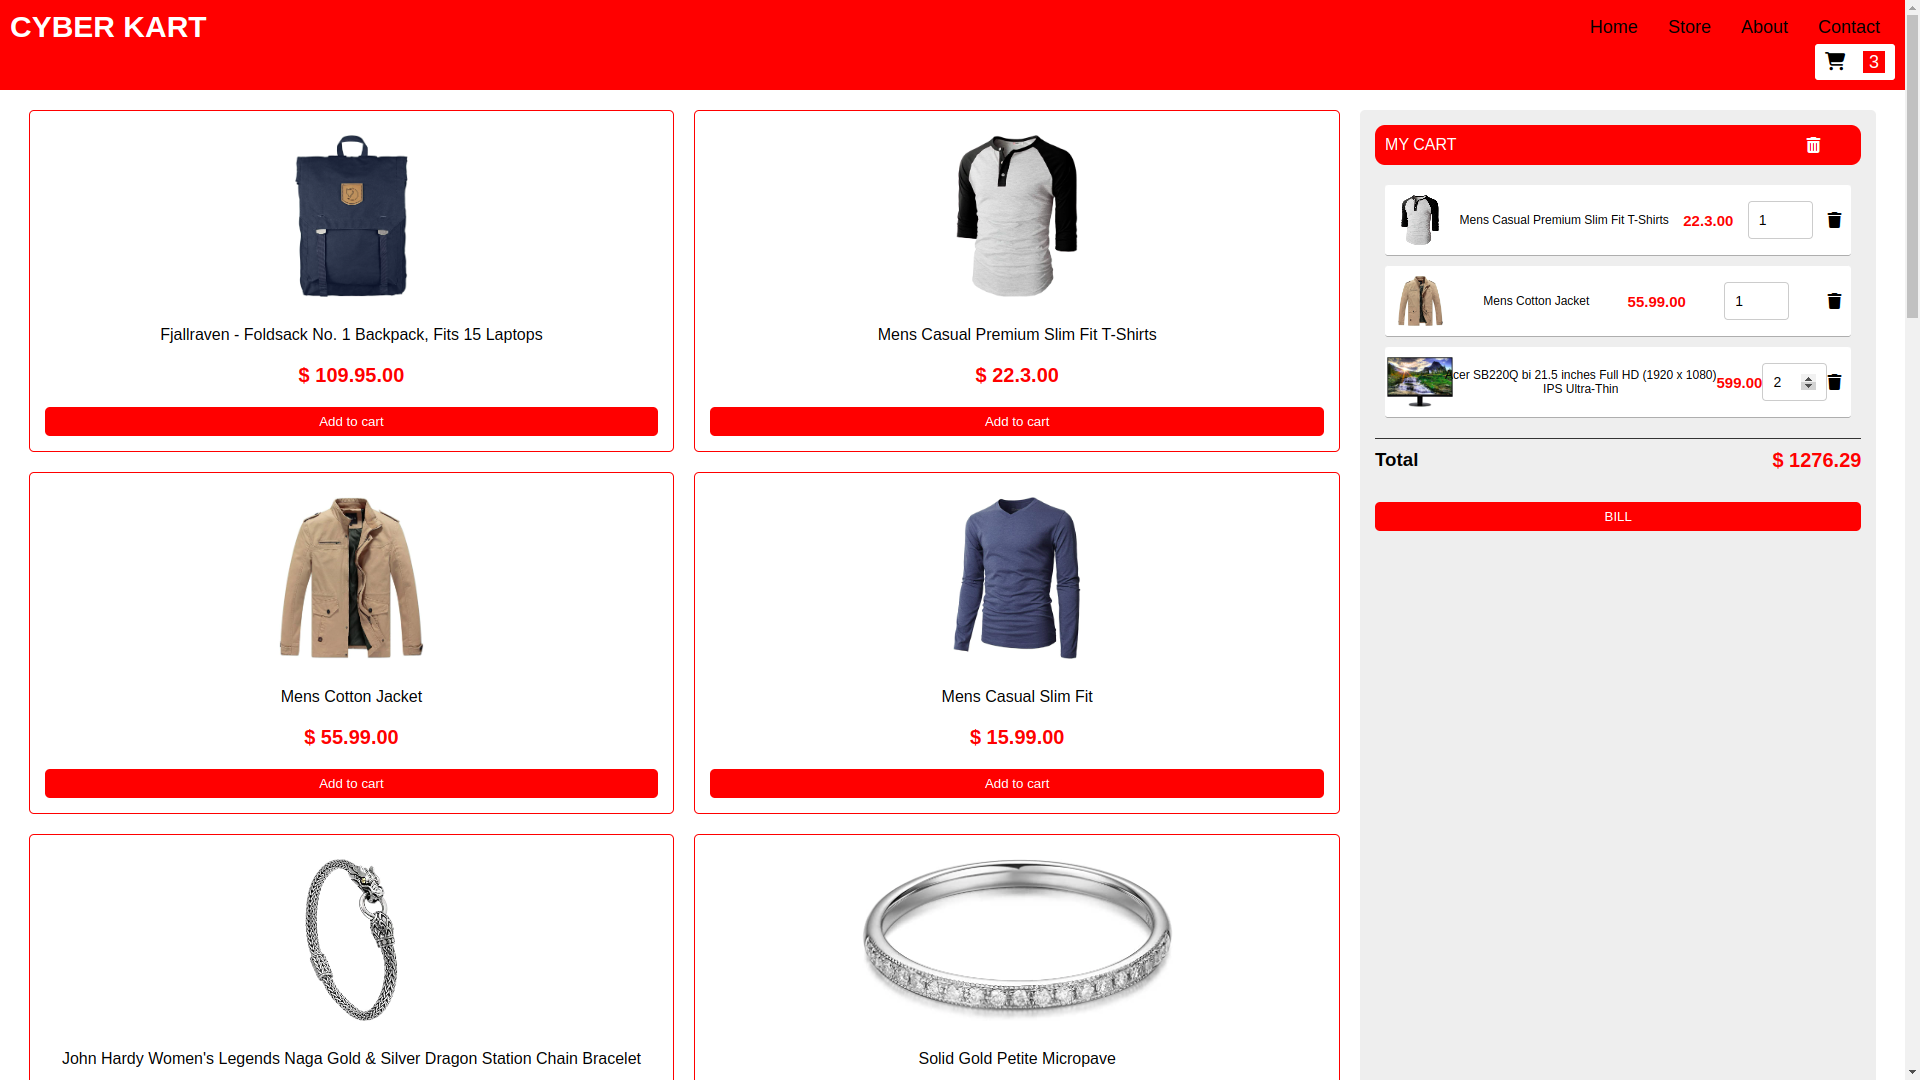 CYBER KART
Home
Store
About
Contact
3
Fjallraven - Foldsack No. 1 Backpack, Fits 15 Laptops
$ 109.95.00
Add to cart
Mens Casual Premium Slim Fit T-Shirts
$ 22.3.00
Add to cart
Mens Cotton Jacket
$ 55.99.00
Add to cart
Mens Casual Slim Fit
$ 15.99.00
Add to cart
John Hardy Women's Legends Naga Gold & Silver Dragon Station Chain Bracelet
Solid Gold Petite Micropave
MY CART
Mens Casual Premium Slim Fit T-Shirts
22.3.00
1
Mens Cotton Jacket
55.99.00
1
Acer SB220Q bi 21.5 inches Full HD (1920 x 1080)
IPS Ultra-Thin
599.00
2
Total
$ 1276.29
BILL